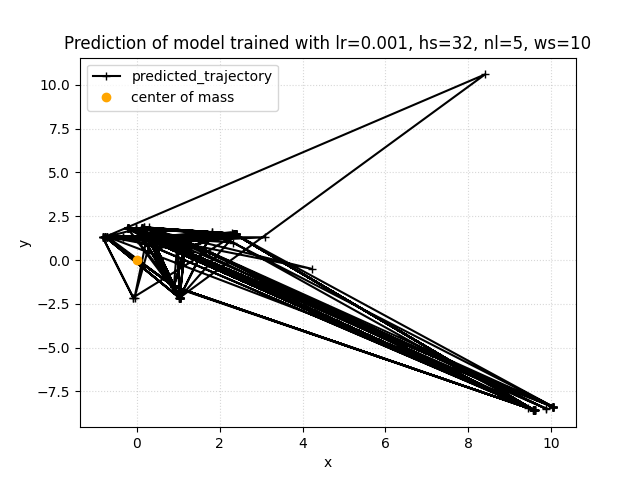 Prediction of model trained with lr=0.001, hs=32, nl=5, ws=10
predicted_trajectory
center of mass
10.0
7.5
5.0
2.5
0.0
−2.5
−5.0
−7.5
y
0 2 4 6 8 10
x